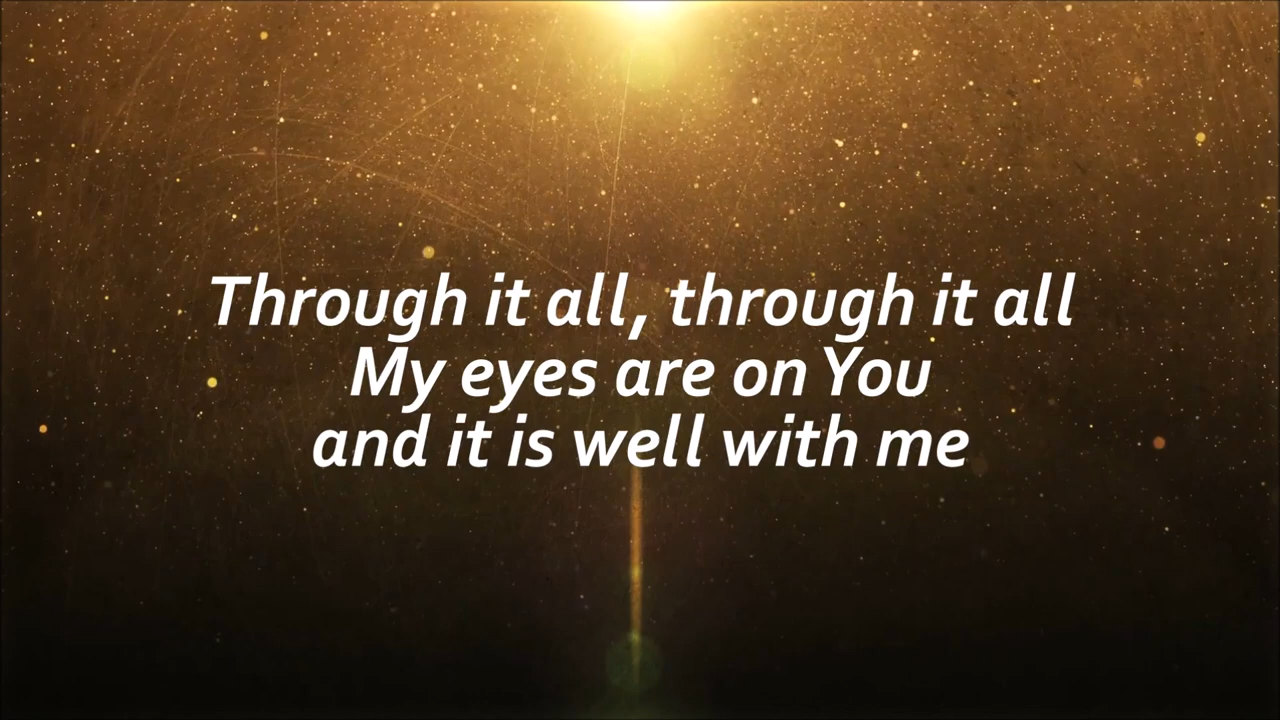 Through it all, through it all
My eyes are on You
and it is well with me